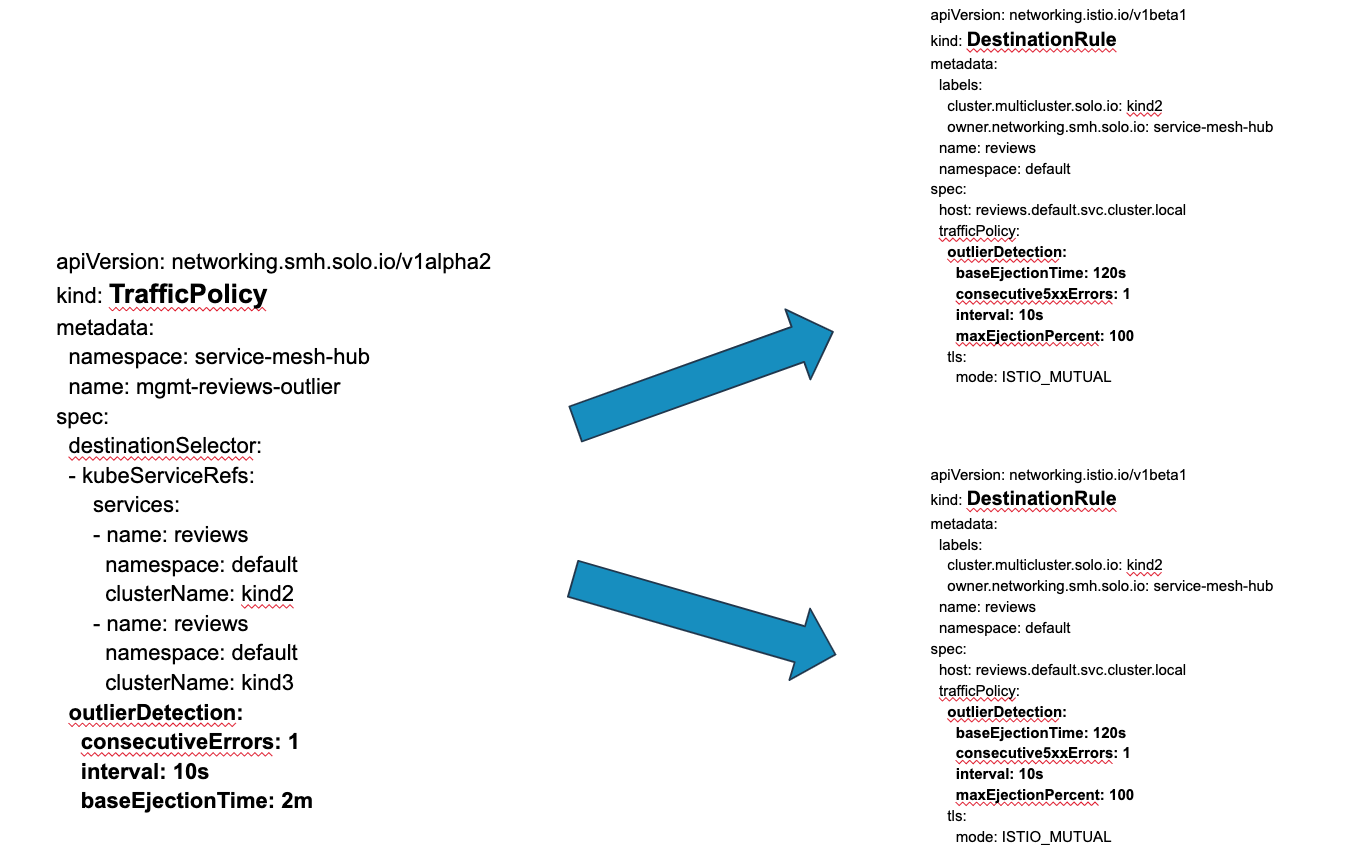 apiVersion: networking.smh.solo.io/v1alpha2
kind: TrafficPolicy
metadata:
  namespace: service-mesh-hub
  name: mgmt-reviews-outlier
spec:
  destinationSelector:
  - kubeServiceRefs:
      services:
      - name: reviews
        namespace: default
        clusterName: kind2
      - name: reviews
        namespace: default
        clusterName: kind3
  outlierDetection:
    consecutiveErrors: 1
    interval: 10s
    baseEjectionTime: 2m
apiVersion: networking.istio.io/v1beta1
kind: DestinationRule
metadata:
  labels:
    cluster.multicluster.solo.io: kind2
    owner.networking.smh.solo.io: service-mesh-hub
  name: reviews
  namespace: default
spec:
  host: reviews.default.svc.cluster.local
  trafficPolicy:
    outlierDetection:
      baseEjectionTime: 120s
      consecutive5xxErrors: 1
      interval: 10s
      maxEjectionPercent: 100
    tls:
      mode: ISTIO_MUTUAL
apiVersion: networking.istio.io/v1beta1
kind: DestinationRule
metadata:
  labels:
    cluster.multicluster.solo.io: kind2
    owner.networking.smh.solo.io: service-mesh-hub
  name: reviews
  namespace: default
spec:
  host: reviews.default.svc.cluster.local
  trafficPolicy:
    outlierDetection:
      baseEjectionTime: 120s
      consecutive5xxErrors: 1
      interval: 10s
      maxEjectionPercent: 100
    tls:
      mode: ISTIO_MUTUAL